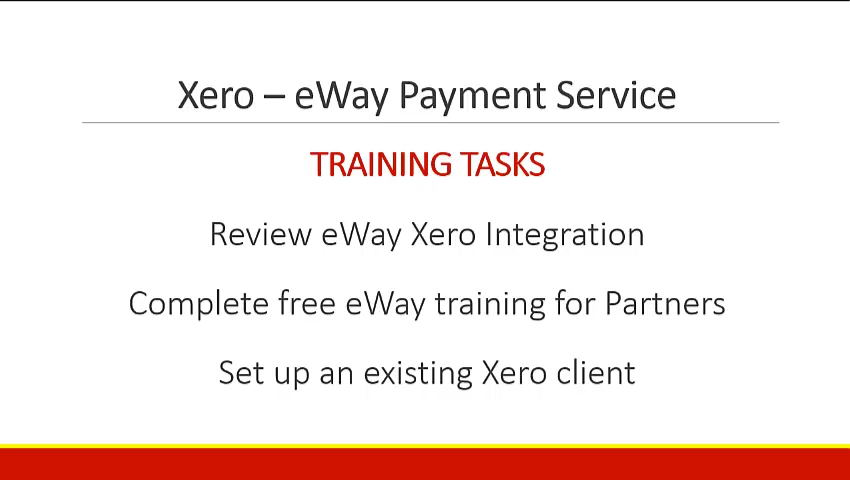 Xero – eWay Payment Service
TRAINING TASKS
Review eWay Xero Integration
Complete free eWay training for Partners
Set up an existing Xero client